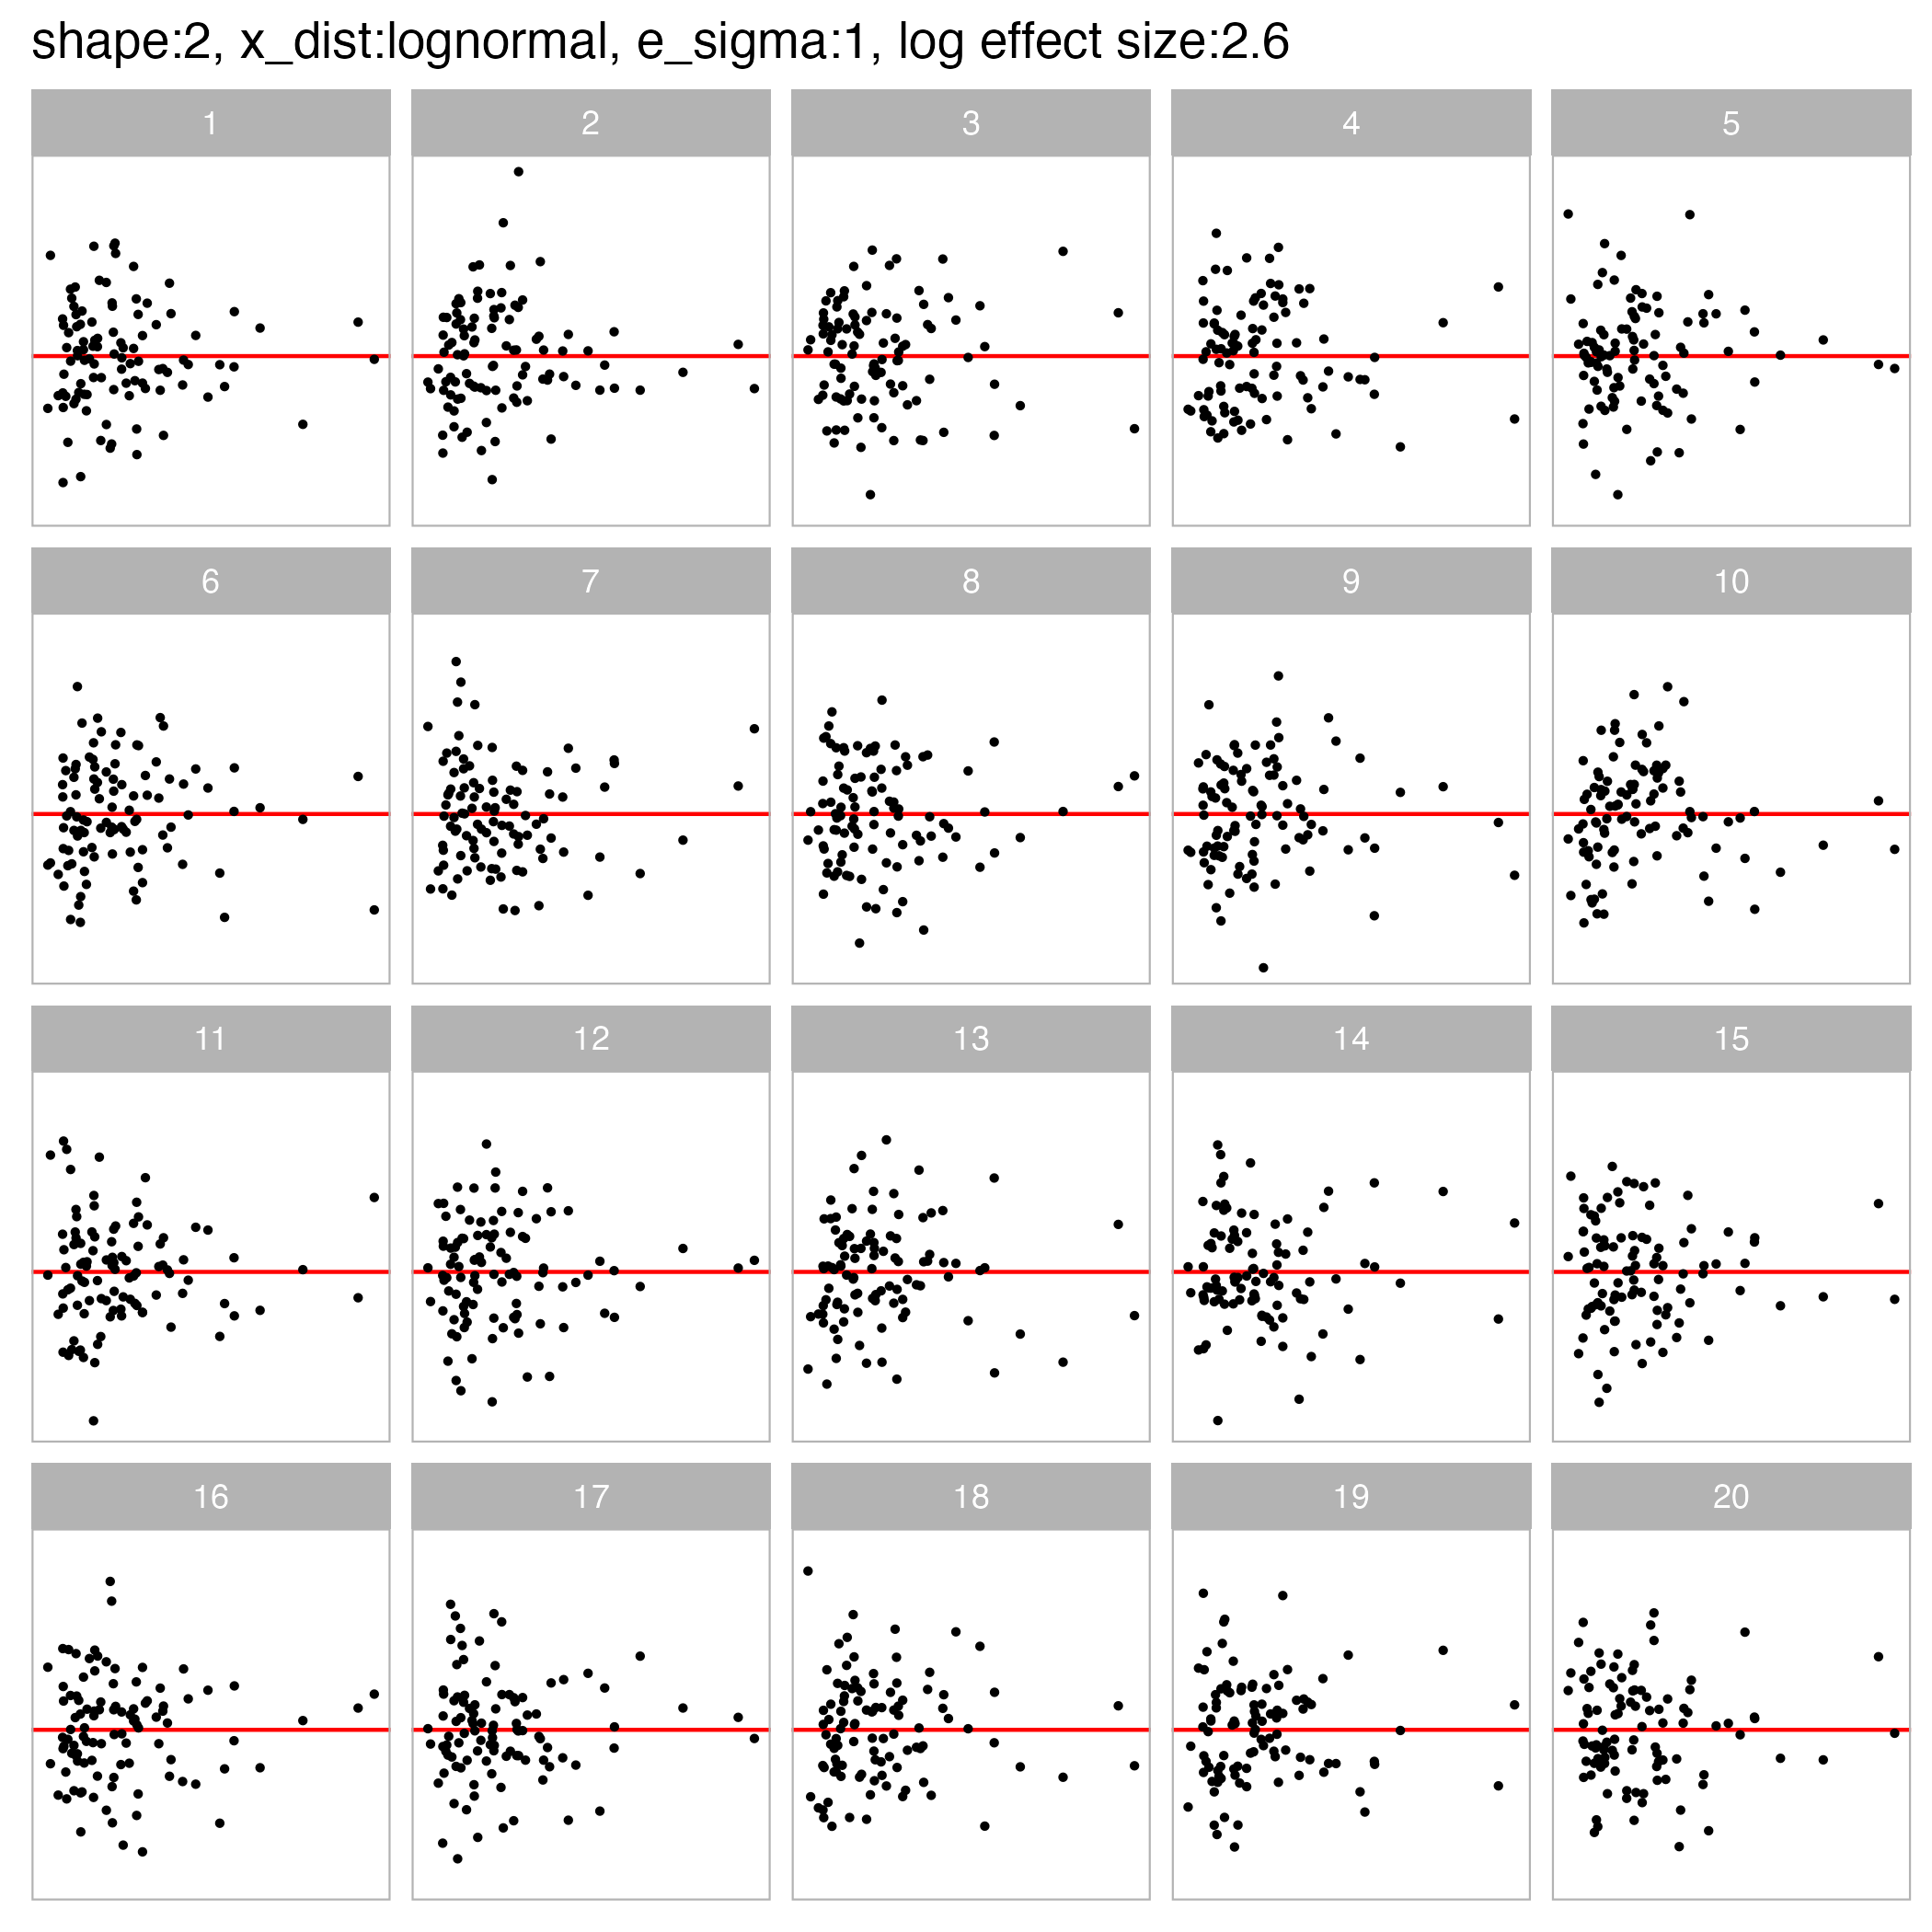 shape:2, x_dist:lognormal, e_sigma:1, log effect size:2.6
1 2 3 4 5
6 7 8 9 10
11 12 13 14 15
16 17 18 19 20